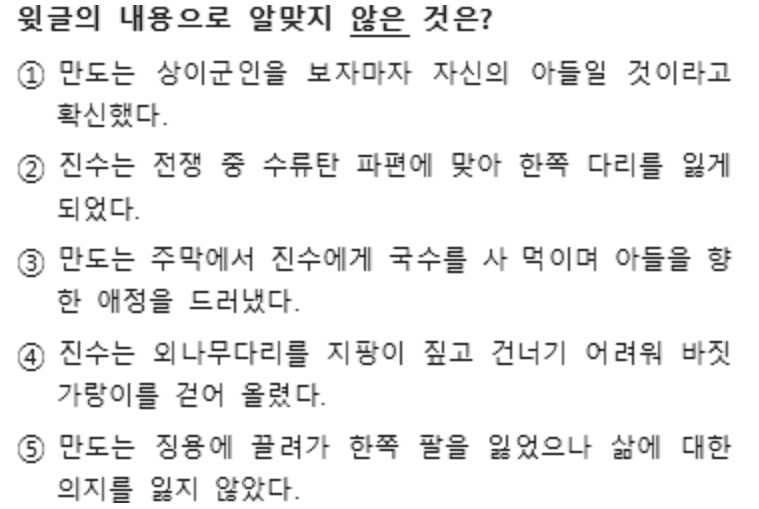 윗글의 내용으로 알맞지 않은 것은?
① 만도는 상이군인을 보자마자 자신의 아들일 것이라고
확신했다.
② 진수는 전쟁 중 수류탄 파편에 맞아 한쪽 다리를 잃게
되었다.
③ 만도는 주막에서 진수에게 국수를 사 먹이며 아들을 향
한 애정을 드러냈다.
④ 진수는 외나무다리를 지팡이 짚고 건너기 어려워 바짓
가랑이를 걷어 올렸다.
⑤ 만도는 징용에 끌려가 한쪽 팔을 잃었으나 삶에 대한
의지를 잃지 않았다.